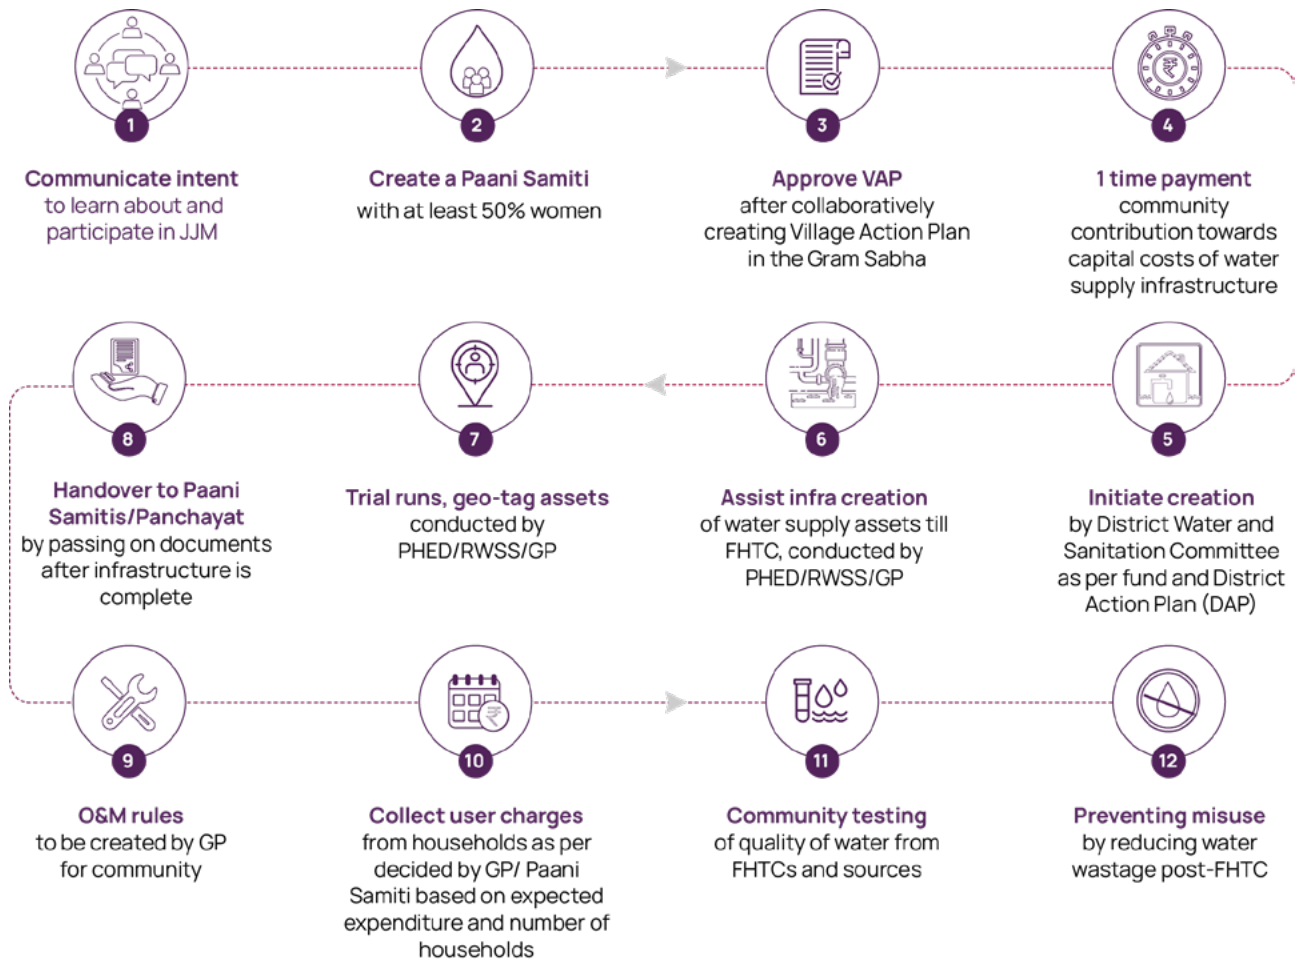 1
Communicate intent
to learn about and
participate in JJM
2
Create a Paani Samiti
with at least 50% women
3
Approve VAP
after collaboratively
creating Village Action Plan
in the Gram Sabha
₹
4
1 time payment
community
contribution towards
capital costs of water
supply infrastructure
5
Initiate creation
by District Water and
Sanitation Committee
as per fund and District
Action Plan (DAP)
6
Assist infra creation
of water supply assets till
FHTC, conducted by
PHED/RWSS/GP
7
Trial runs, geo-tag assets
conducted by
PHED/RWSS/GP
8
Handover to Paani
Samitis/Panchayat
by passing on documents
after infrastructure is
complete
9
O&M rules
to be created by GP
for community
₹
10
Collect user charges
from households as per
decided by GP/ Paani
Samiti based on expected
expenditure and number of
households
11
Community testing
of quality of water from
FHTCs and sources
12
Preventing misuse
by reducing water
wastage post-FHTC